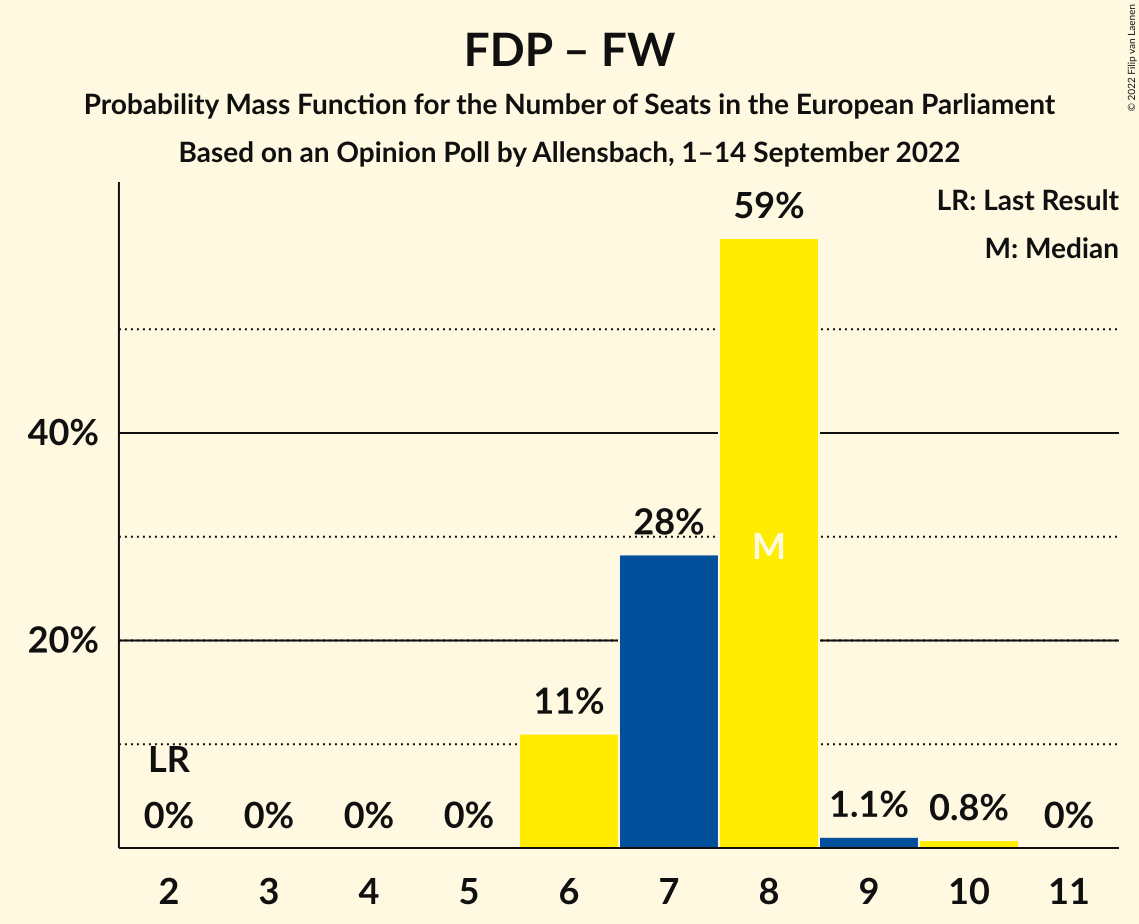 FDP – FW
Probability Mass Function for the Number of Seats in the European Parliament
Based on an Opinion Poll by Allensbach, 1–14 September 2022
© 2022 Filip van Laenen
LR: Last Result
M: Median
59%
40%
28%
M
20%
11%
LR
0%
0%
0%
0%
1.1%
0.8%
0%
2
3
4
5
6
7
8
9
10
11